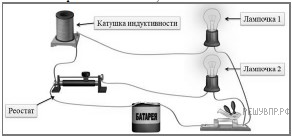 Катушка индуктивности
Лампочка 1
Лампочка 2
Реостат
БАТАРЕЯ
РЕШУВПР.РФ